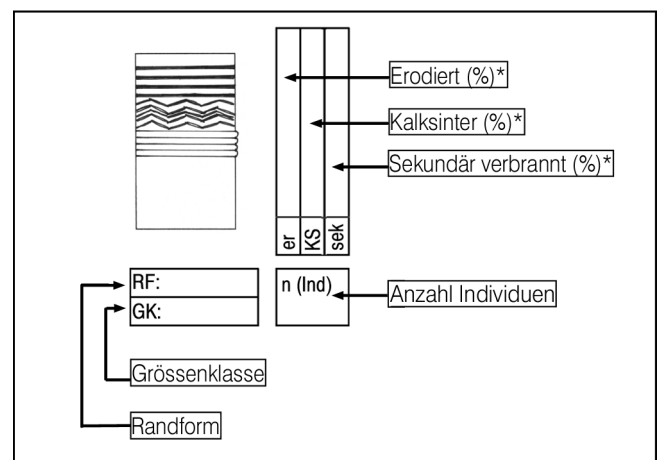 Erodiert (%)*
Kalksinter (%)*
Sekundär verbrannt (%)*
er
KS
sek
RF:
GK:
n (Ind)
Anzahl Individuen
Grössenklasse
Randform